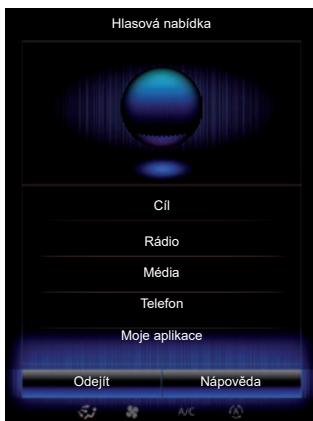 Hlasová nabídka
Cíl
Rádio
Média
Telefon
Moje aplikace
Odejít Nápověda
A/C (A)